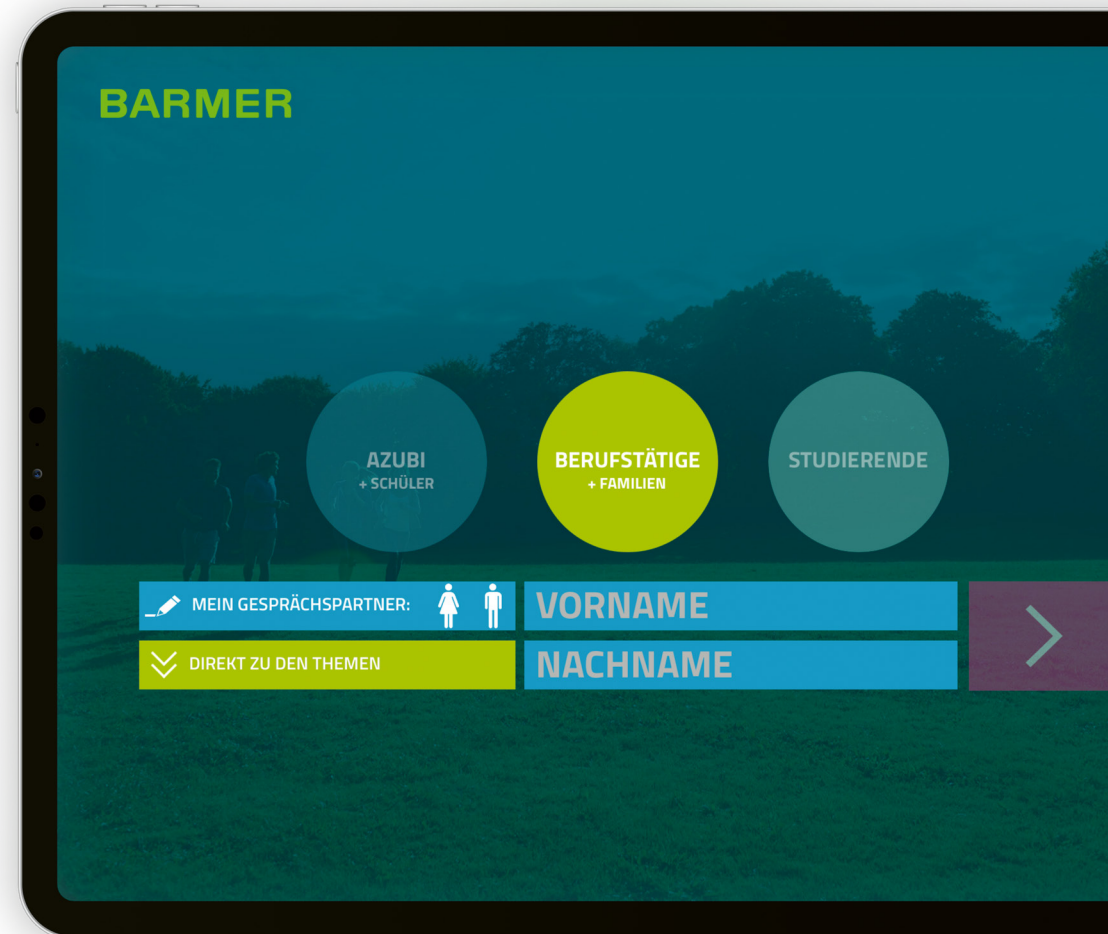 BARMER
AZUBI
+ SCHÜLER
BERUFSTÄTIGE
+ FAMILIEN
STUDIERENDE
MEIN GESPRÄCHSPARTNER:
VORNAME
DIREKT ZU DEN THEMEN
NACHNAME